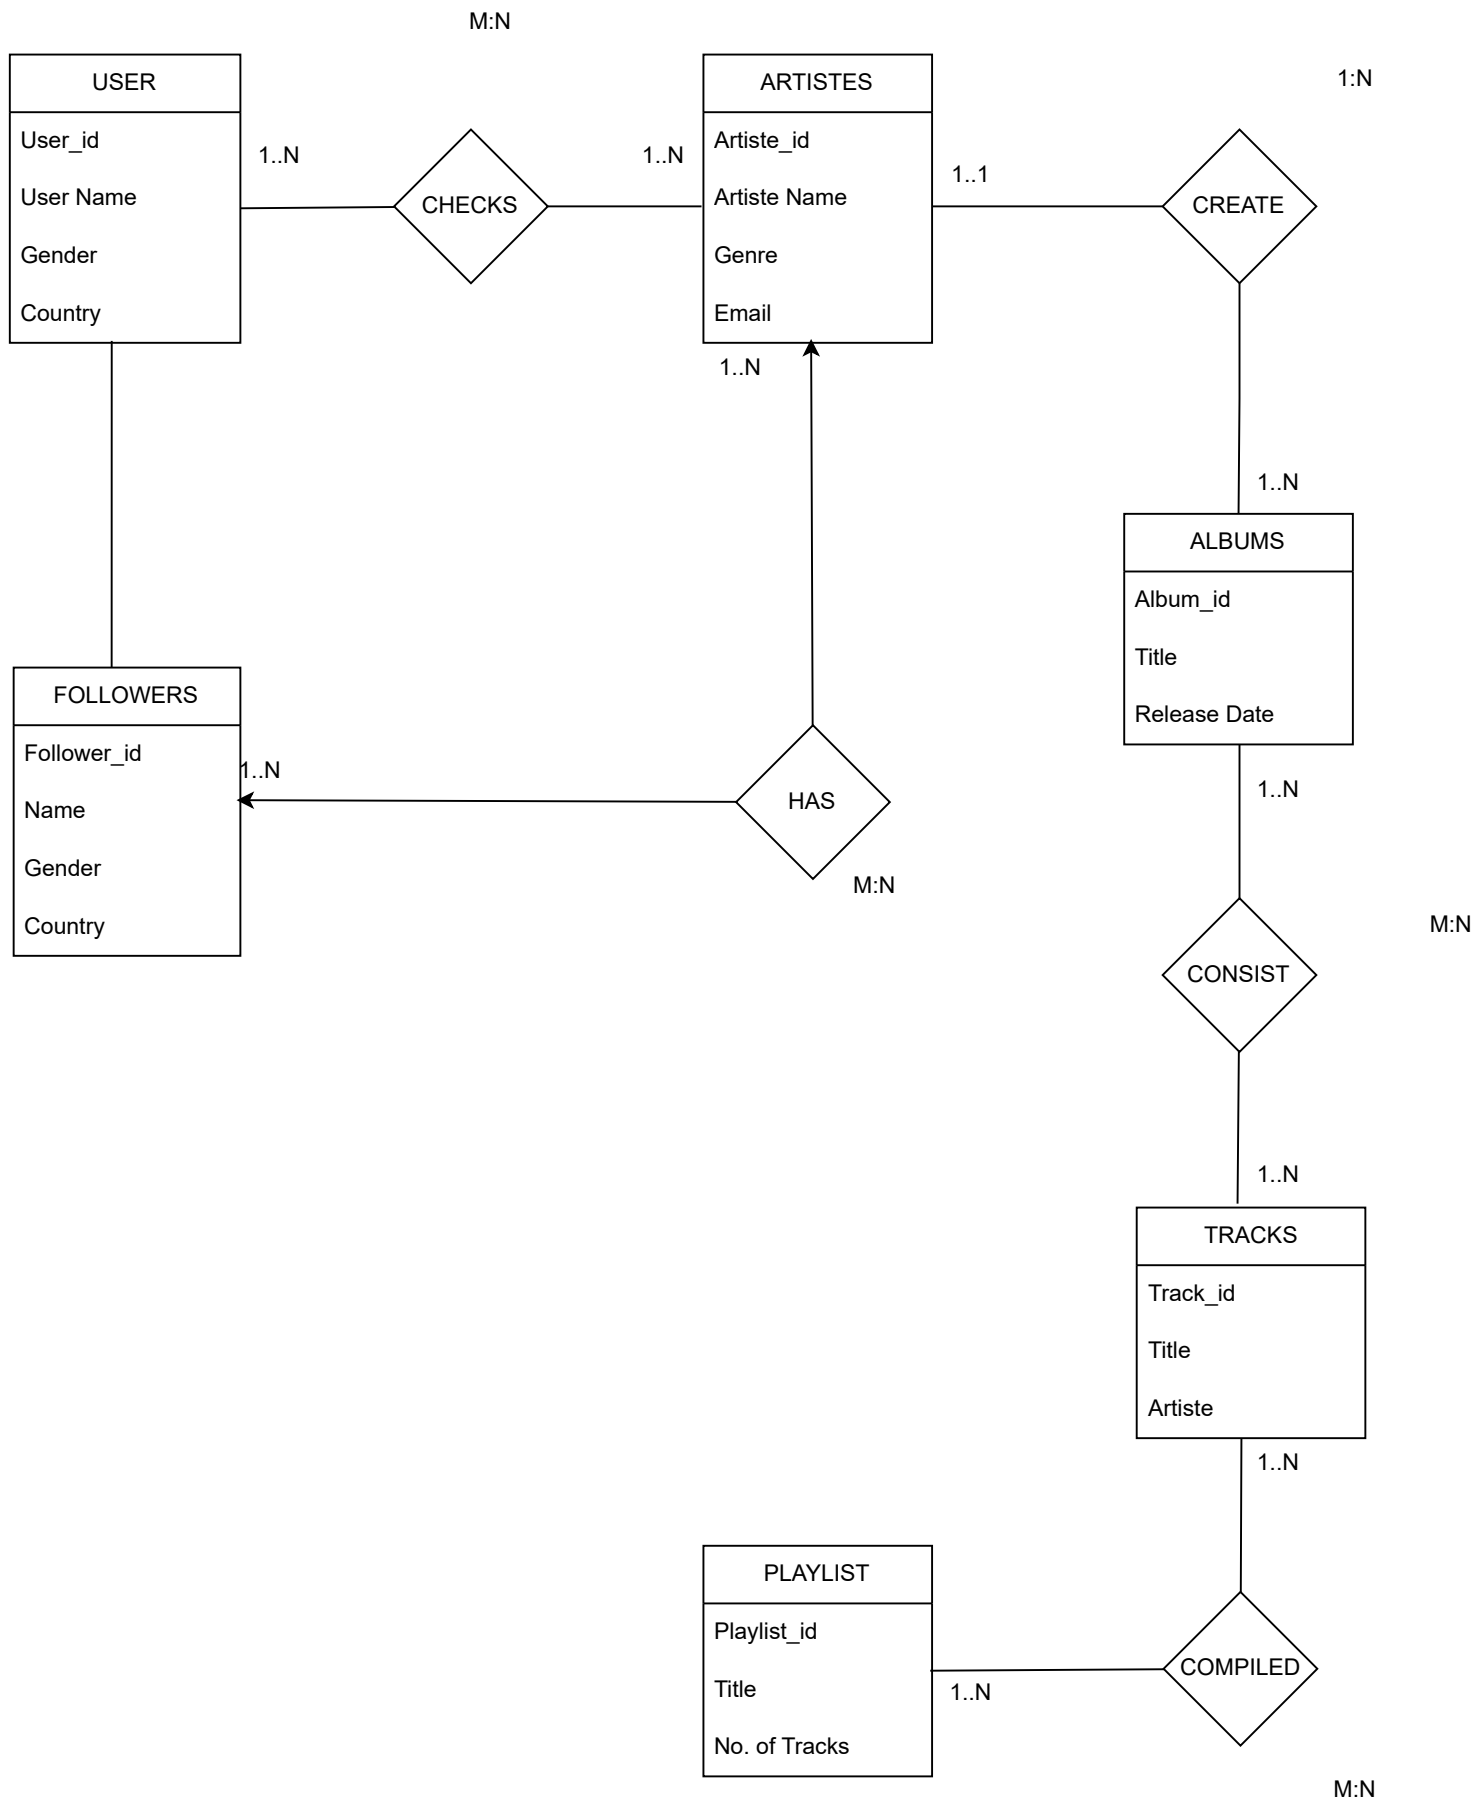 M:N
USER
User_id
User Name
Gender
Country
1..N
CHECKS
1..N
ARTISTES
Artiste_id
Artiste Name
Genre
Email
1..N
1..1
1:N
CREATE
1..N
ALBUMS
Album_id
Title
Release Date
1..N
FOLLOWERS
Follower_id
Name
Gender
Country
1..N
HAS
M:N
M:N
CONSIST
1..N
TRACKS
Track_id
Title
Artiste
1..N
PLAYLIST
Playlist_id
Title
No. of Tracks
1..N
COMPILED
M:N